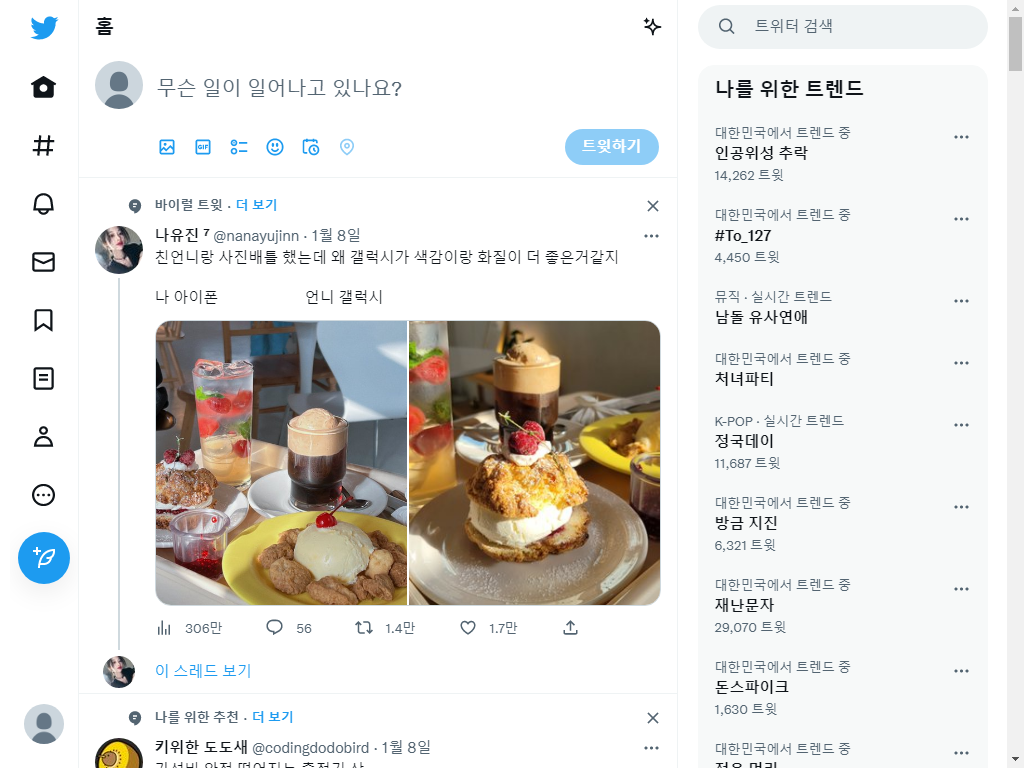 홈
무슨 일이 일어나고 있나요?
GIF
트윗하기
바이럴 트윗 · 더 보기
나유진 ⁷ @nanayujinn · 1월 8일
친언니랑 사진배틀 했는데 왜 갤럭시가 색감이랑 화질이 더 좋은거같지
나 아이폰 언니 갤럭시
306만 56 1.4만 1.7만
이 스레드 보기
나를 위한 추천 · 더 보기
키위한 도도새 @codingdodobird · 1월 8일
트위터 검색
나를 위한 트렌드
대한민국에서 트렌드 중
인공위성 추락
14,262 트윗
대한민국에서 트렌드 중
#To_127
4,450 트윗
뮤직 · 실시간 트렌드
남돌 유사연애
대한민국에서 트렌드 중
처녀파티
K-POP · 실시간 트렌드
정국데이
11,687 트윗
대한민국에서 트렌드 중
방금 지진
6,321 트윗
대한민국에서 트렌드 중
재난문자
29,070 트윗
대한민국에서 트렌드 중
돈스파이크
1,630 트윗
대한민국에서 트렌드 중